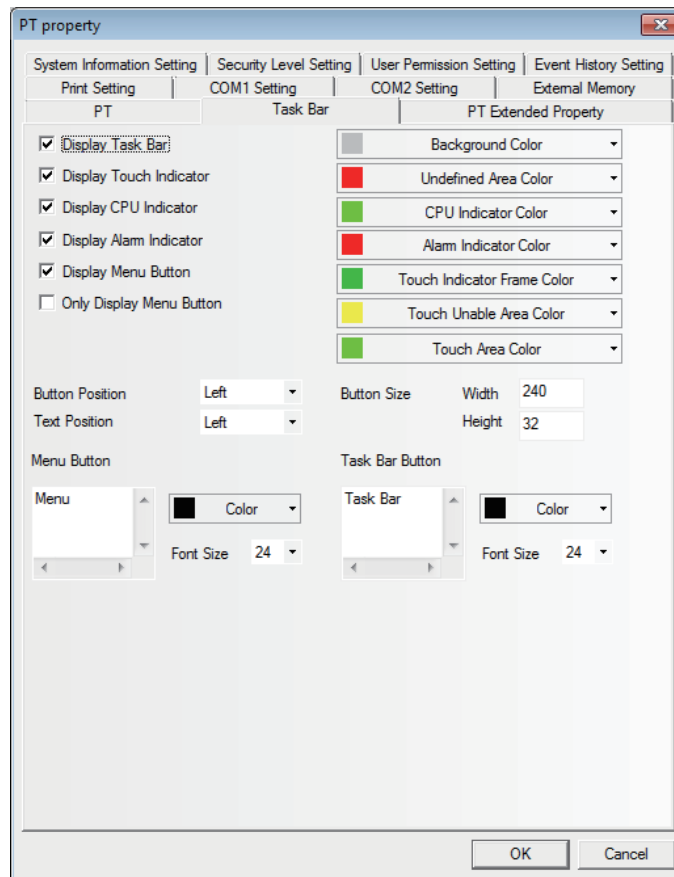 PT property
System Information Setting Security Level Setting User Permission Setting Event History Setting
Print Setting COM1 Setting COM2 Setting External Memory
PT Task Bar PT Extended Property
Display Task Bar Background Color
Display Touch Indicator Undefined Area Color
Display CPU Indicator CPU Indicator Color
Display Alarm Indicator Alarm Indicator Color
Display Menu Button Touch Indicator Frame Color
Only Display Menu Button Touch Unable Area Color
Touch Area Color
Button Position Left Button Size Width 240
Text Position Left Height 32
Menu Button Task Bar Button
Menu Color Task Bar Color
Font Size 24 Font Size 24
OK Cancel